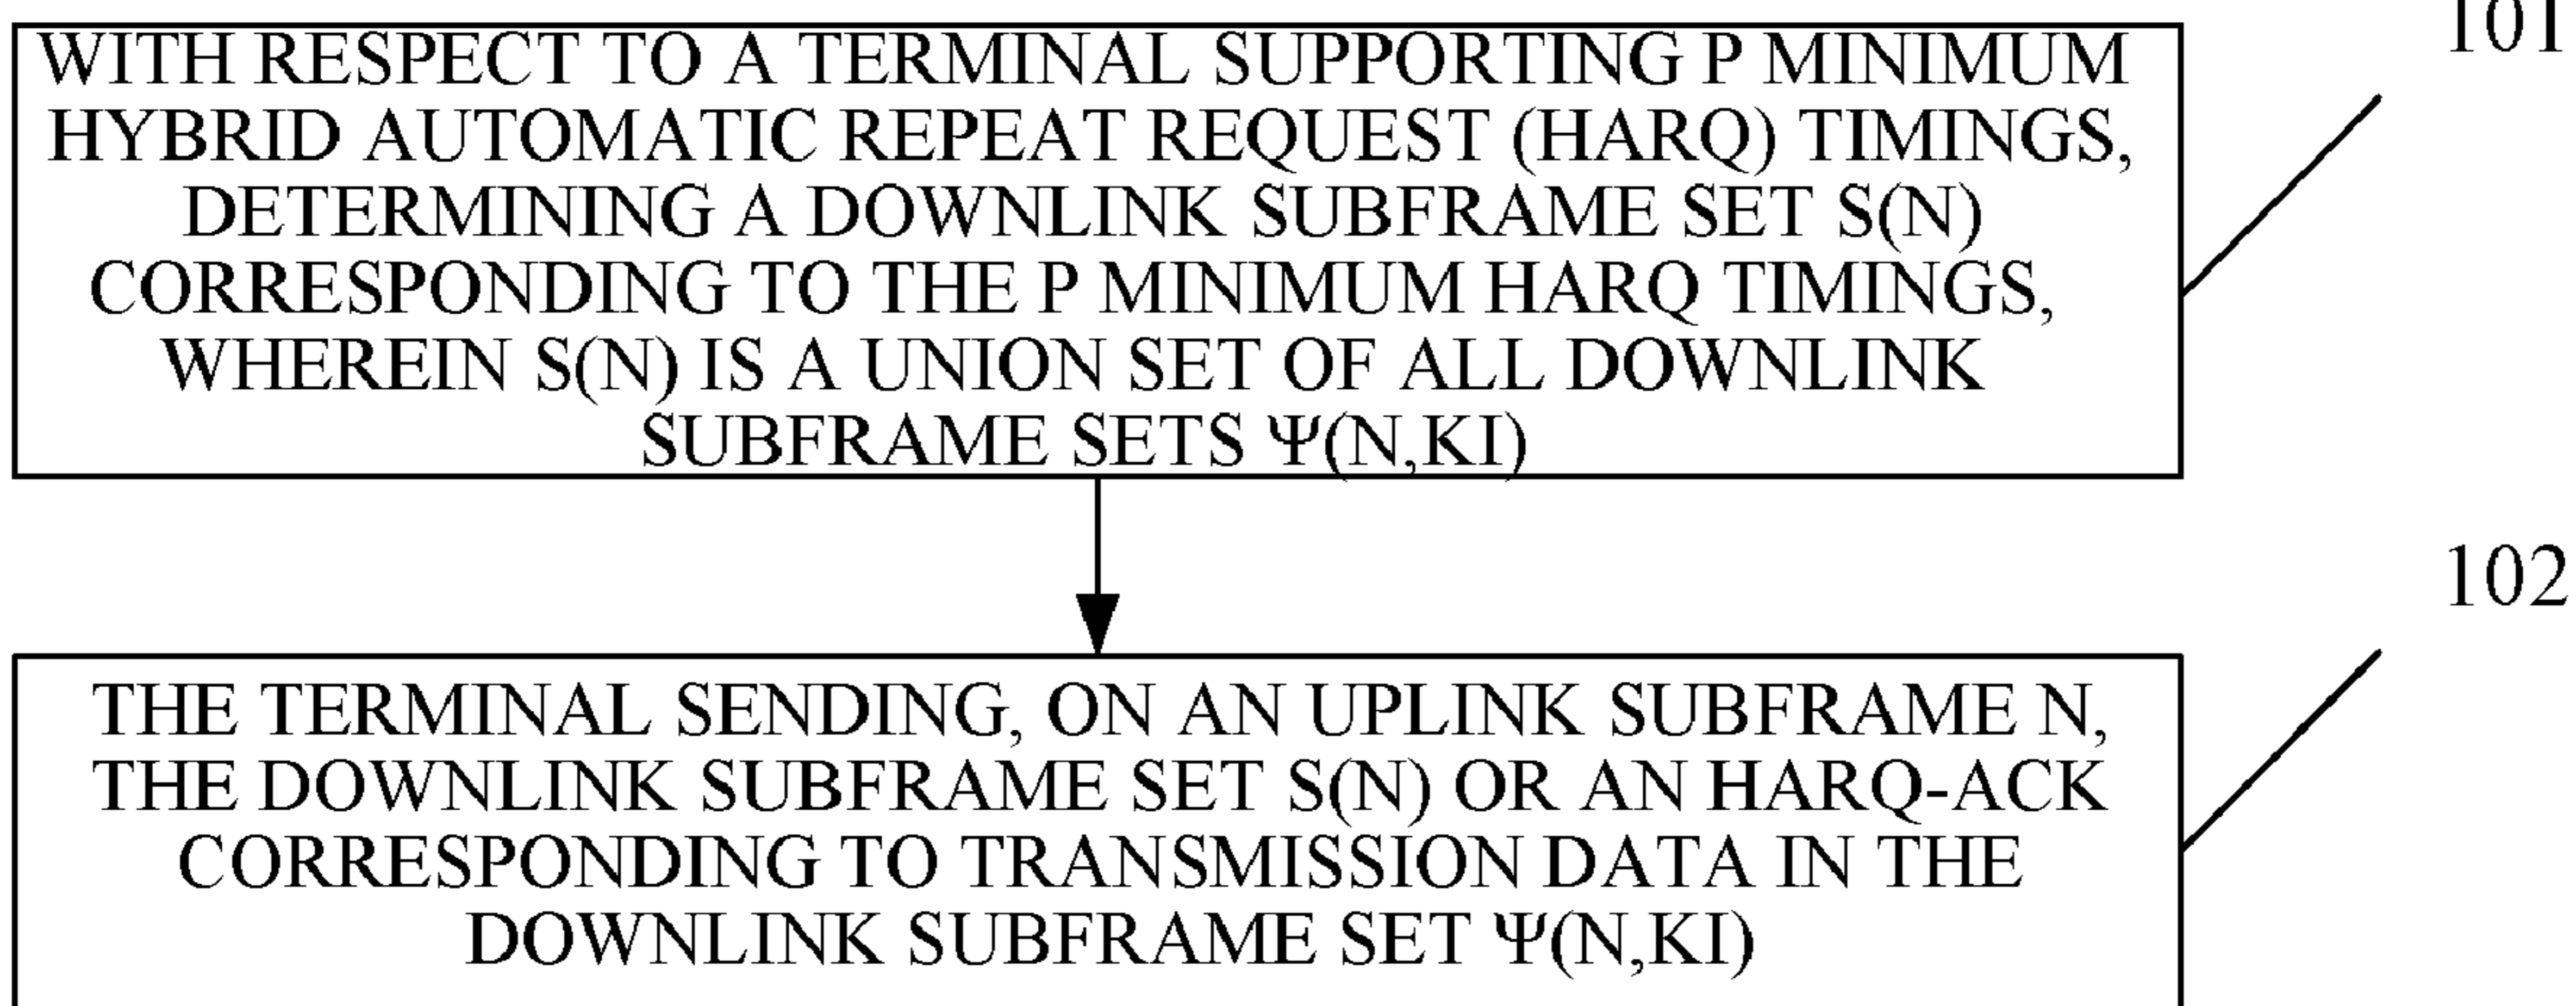 101
WITH RESPECT TO A TERMINAL SUPPORTING P MINIMUM
HYBRID AUTOMATIC REPEAT REQUEST (HARQ) TIMINGS,
DETERMINING A DOWNLINK SUBFRAME SET S(N)
CORRESPONDING TO THE P MINIMUM HARQ TIMINGS,
WHEREIN S(N) IS A UNION SET OF ALL DOWNLINK
SUBFRAME SETS Ψ(N,KI)
102
THE TERMINAL SENDING, ON AN UPLINK SUBFRAME N,
THE DOWNLINK SUBFRAME SET S(N) OR AN HARQ-ACK
CORRESPONDING TO TRANSMISSION DATA IN THE
DOWNLINK SUBFRAME SET Ψ(N,KI)